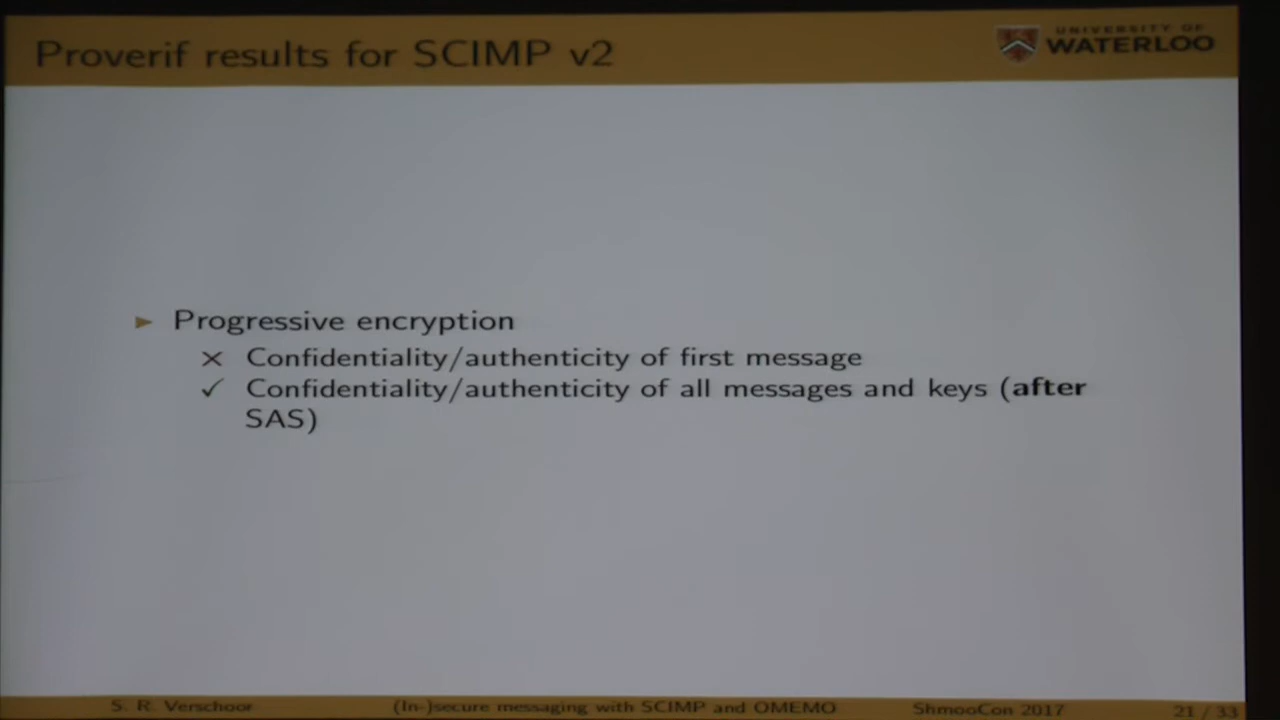 Proverif results for SCIMP v2
UNIVERSITY OF
WATERLOO
► Progressive encryption
× Confidentiality/authenticity of first message
✓ Confidentiality/authenticity of all messages and keys (after
SAS)
S. R. Verschoor (In-)secure messaging with SCIMP and OMEMO ShmooCon 2017 21 / 33